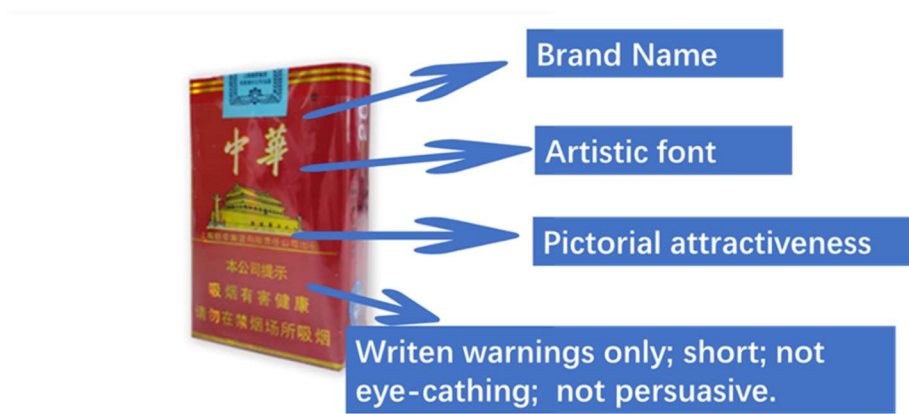 Brand Name
中華
Artistic font
Pictorial attractiveness
本公司提示
吸烟有害健康
请勿在禁烟场所吸烟
Writen warnings only; short; not
eye-cathing;  not persuasive.